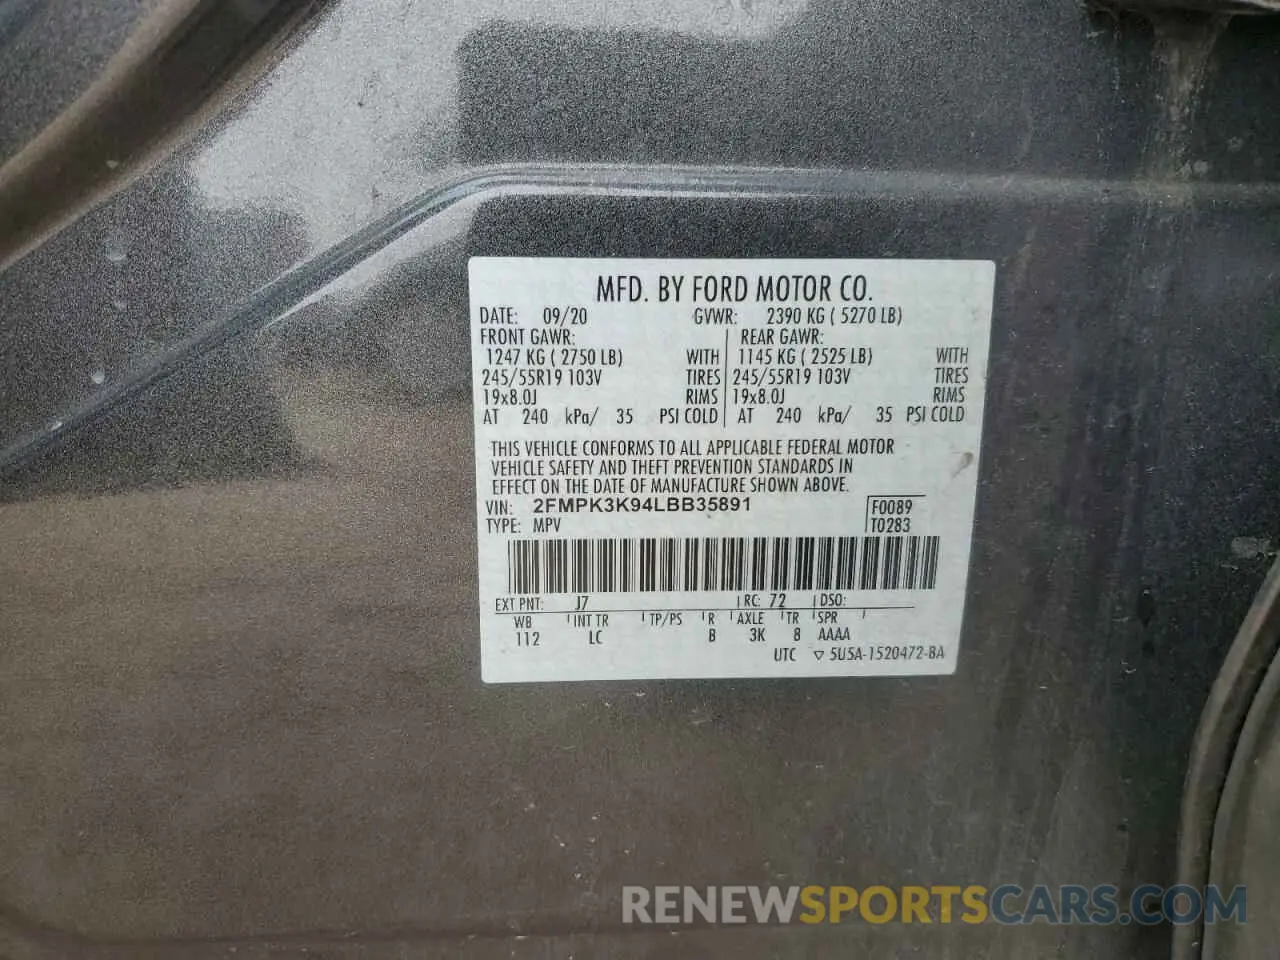 MFD. BY FORD MOTOR CO.
DATE: 09/20 GVWR: 2390 KG ( 5270 LB)
FRONT GAWR: REAR GAWR:
1247 KG ( 2750 LB) WITH 1145 KG ( 2525 LB) WITH
245/55R19 103V TIRES 245/55R19 103V TIRES
19x8.0J RIMS 19x8.0J RIMS
AT 240 kPa/ 35 PSI COLD AT 240 kPa/ 35 PSI COLD
THIS VEHICLE CONFORMS TO ALL APPLICABLE FEDERAL MOTOR
VEHICLE SAFETY AND THEFT PREVENTION STANDARDS IN
EFFECT ON THE DATE OF MANUFACTURE SHOWN ABOVE.
VIN: 2FMPK3K94LBB35891 F0089
TYPE: MPV T0283
EXT PNT: J7 RC: 72 DSO:
WB INT TR TP/PS R AXLE TR SPR
112 LC B 3K 8 AAAA
UTC ▽ 5U5A-1520472-BA
RENEWSPORTSCARS.COM